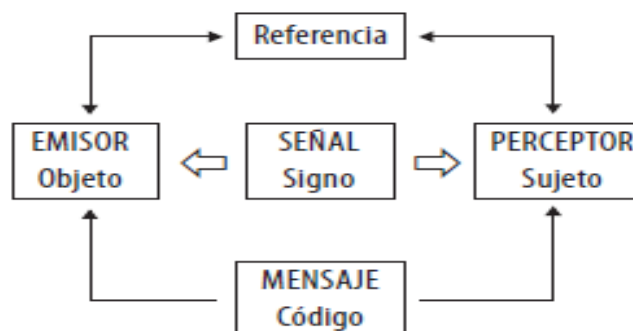 Referencia
EMISOR
Objeto
SEÑAL
Signo
PERCEPTOR
Sujeto
MENSAJE
Código